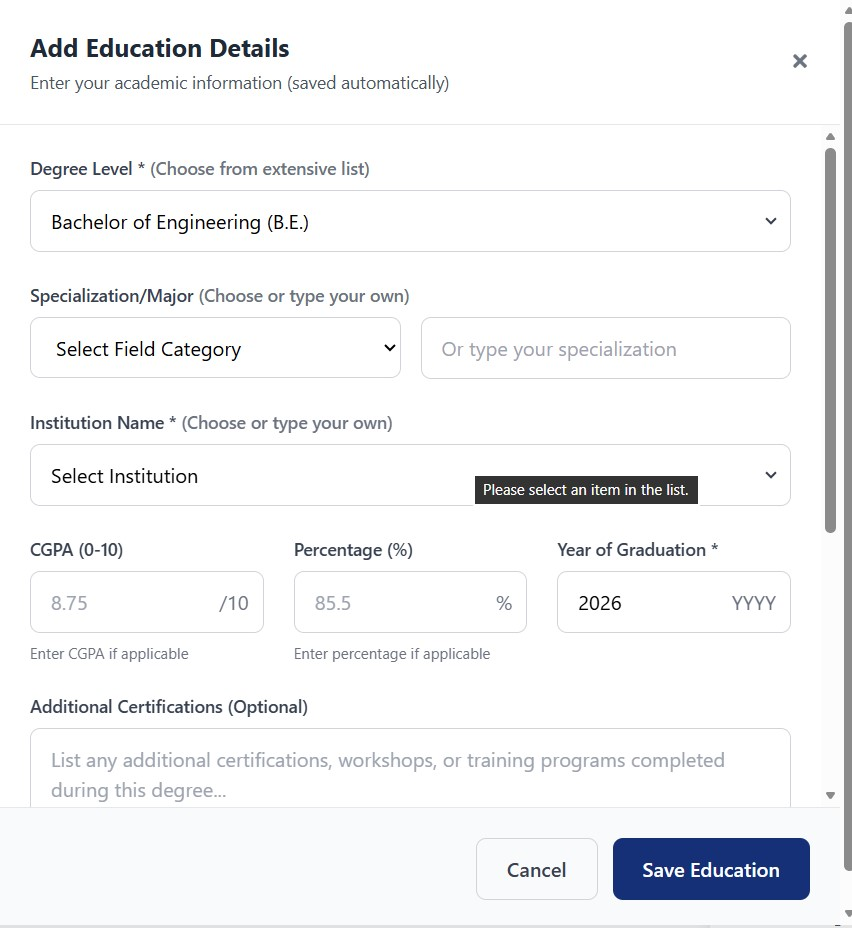 Add Education Details
Enter your academic information (saved automatically)
Degree Level * (Choose from extensive list)
Bachelor of Engineering (B.E.)
Specialization/Major (Choose or type your own)
Select Field Category
Or type your specialization
Institution Name * (Choose or type your own)
Select Institution
Please select an item in the list.
CGPA (0-10) Percentage (%) Year of Graduation *
8.75 /10 85.5 % 2026 YYYY
Enter CGPA if applicable Enter percentage if applicable
Additional Certifications (Optional)
List any additional certifications, workshops, or training programs completed
during this degree...
Cancel Save Education